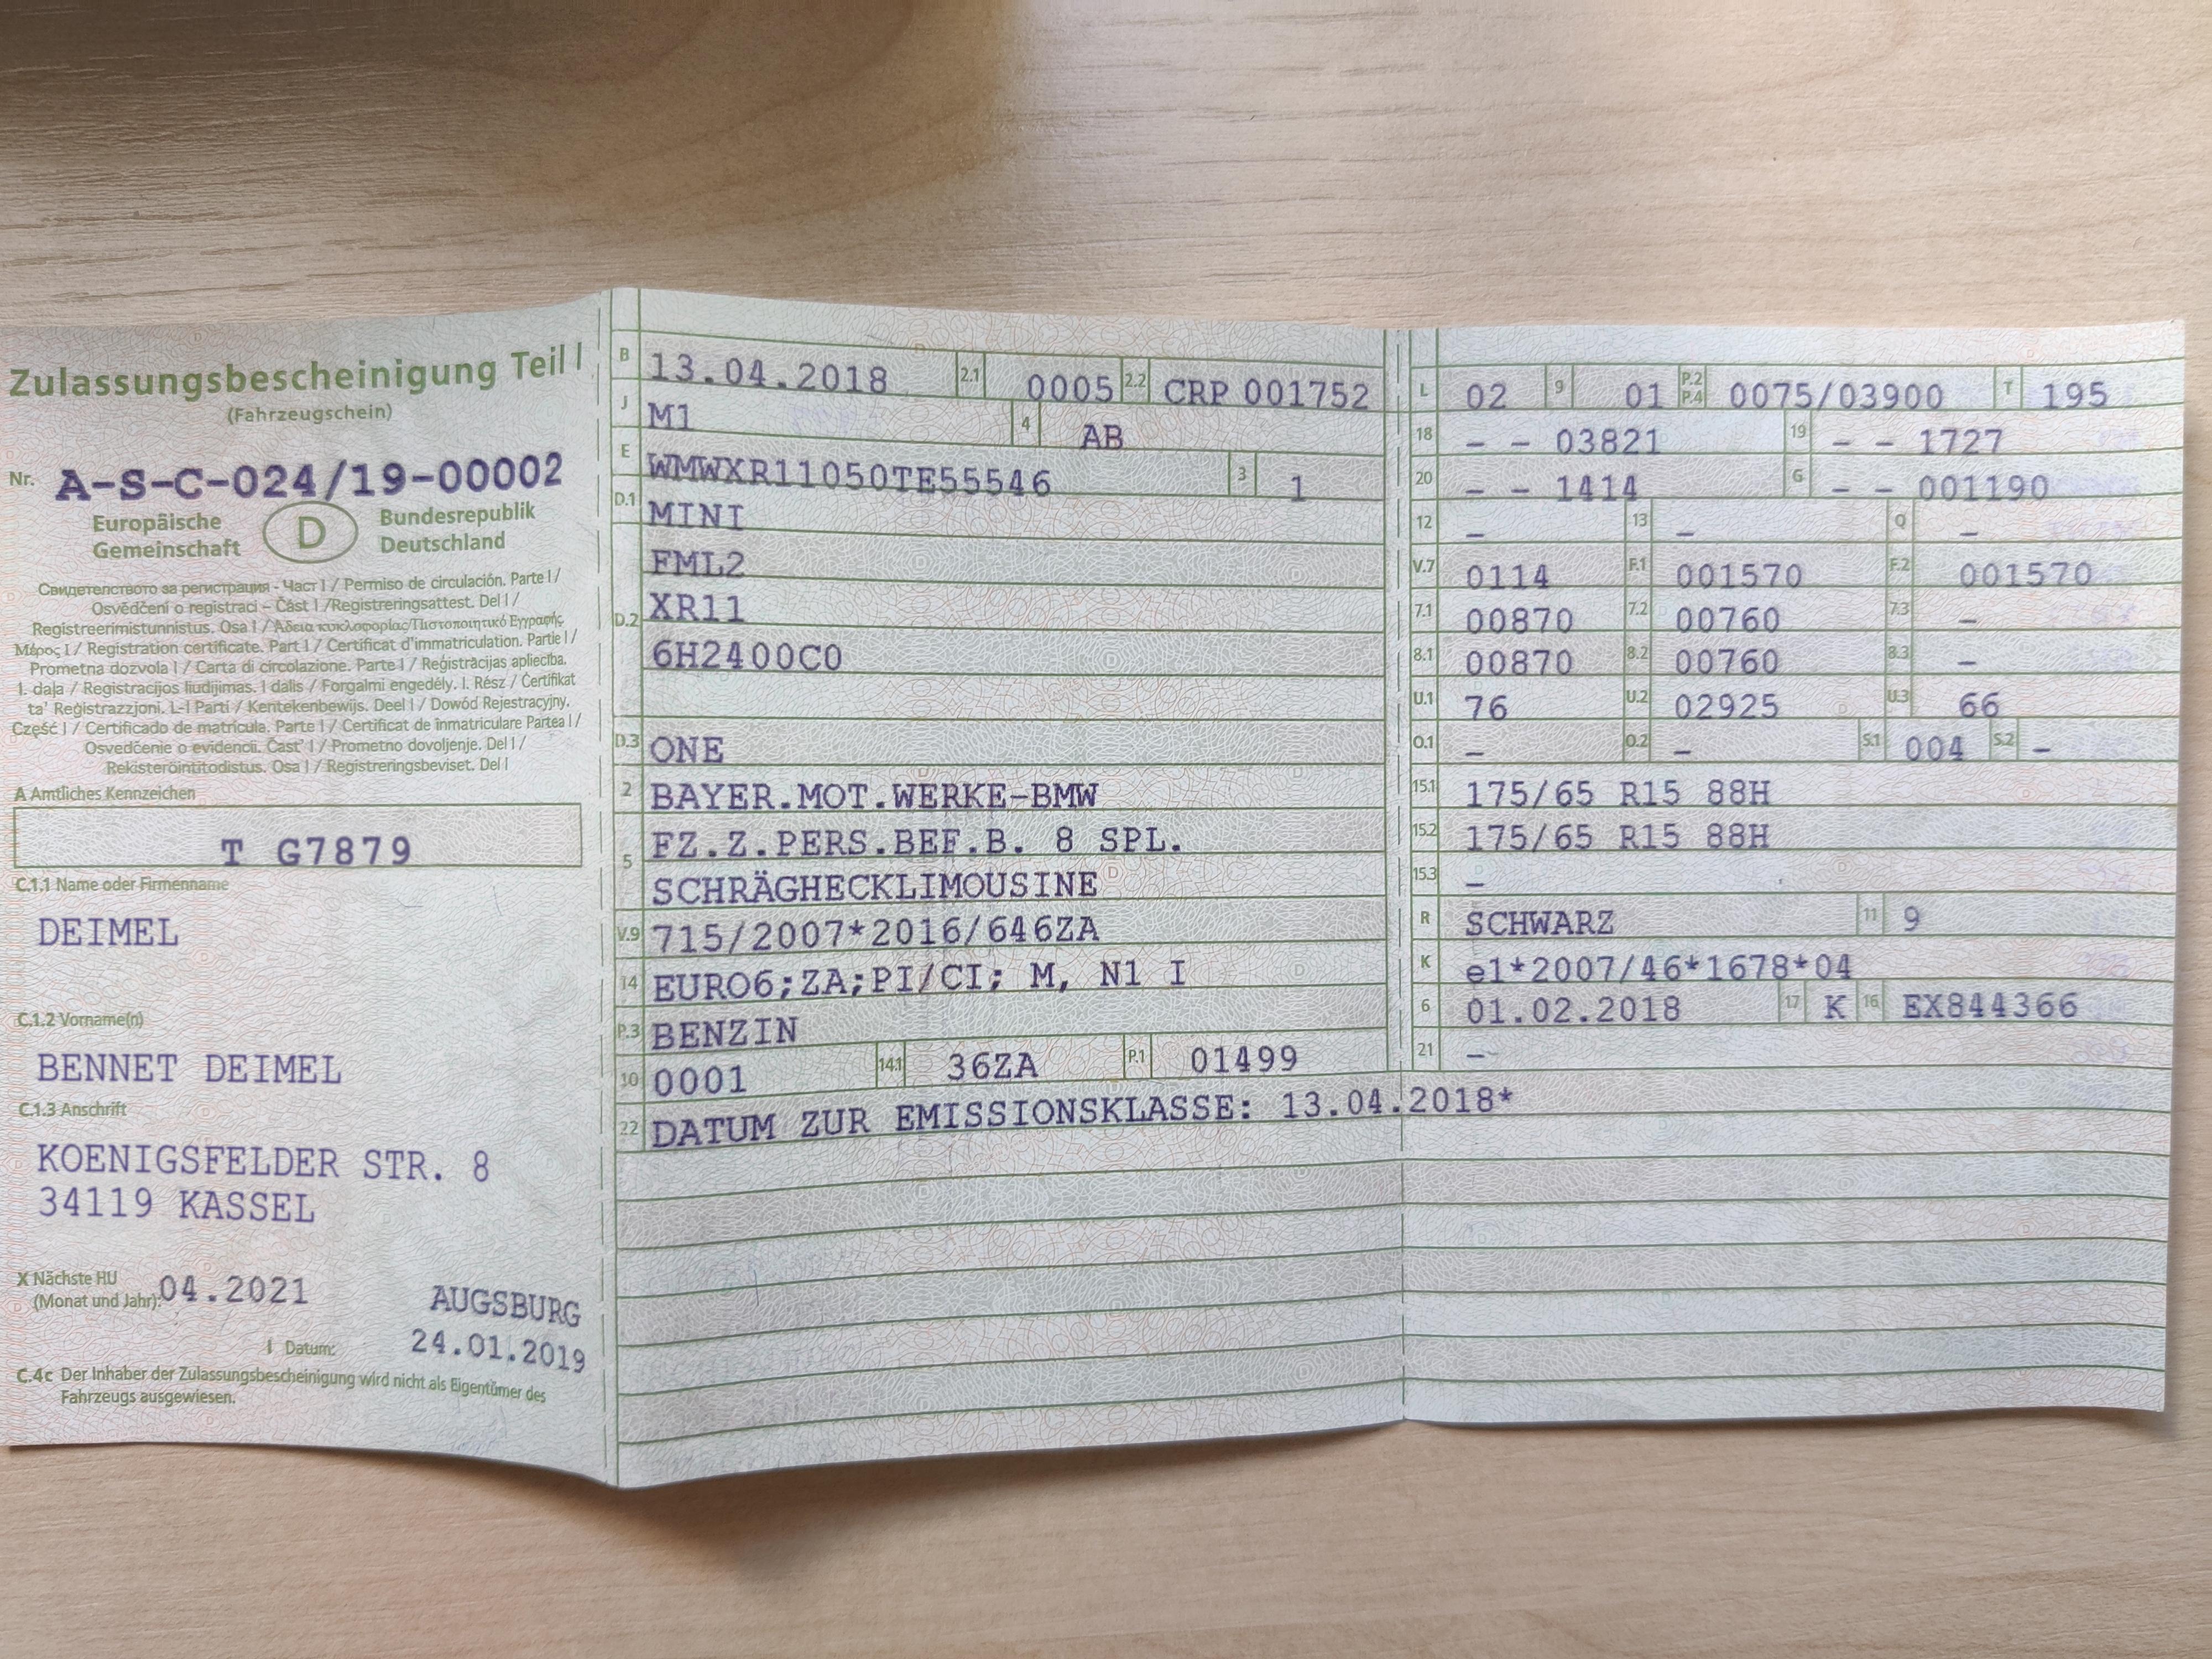 Zulassungsbescheinigung Teil I
(Fahrzeugschein)
Nr. A-S-C-024/19-00002
Europäische Gemeinschaft D Bundesrepublik Deutschland
Свидетелството за регистрация - Част I / Permiso de circulación. Parte I /
Osvědčení o registraci – Část I /Registreringsattest. Del I /
Registreerimistunnistus. Osa I / Άδεια κυκλοφορίας/Πιστοποιητικό Εγγραφής
Μέρος I / Registration certificate. Part I / Certificat d'immatriculation. Partie I /
Prometna dozvola I / Carta di circolazione. Parte I / Reģistrācijas apliecība.
I. daļa / Registracijos liudijimas. I dalis / Forgalmi engedély. I. Rész / Ċertifikat
ta' Reġistrazzjoni. L-I Parti / Kentekenbewijs. Deel I / Dowód Rejestracyjny.
Część I / Certificado de matrícula. Parte I / Certificat de înmatriculare Partea I /
Osvedčenie o evidencii. Časť I / Prometno dovoljenje. Del I /
Rekisteröintitodistus. Osa I / Registreringsbeviset. Del I
A Amtliches Kennzeichen
T G7879
C.1.1 Name oder Firmenname
DEIMEL
C.1.2 Vorname(n)
BENNET DEIMEL
C.1.3 Anschrift
KOENIGSFELDER STR. 8
34119 KASSEL
X Nächste HU
(Monat und Jahr): 04.2021
AUGSBURG
I Datum: 24.01.2019
C.4c Der Inhaber der Zulassungsbescheinigung wird nicht als Eigentümer des
Fahrzeugs ausgewiesen.
B 13.04.2018 2.1 0005 2.2 CRP 001752
J M1 4 AB
E WMWXR11050TE55546 3 1
D.1 MINI
FML2
D.2 XR11
6H2400C0
D.3 ONE
2 BAYER.MOT.WERKE-BMW
5 FZ.Z.PERS.BEF.B. 8 SPL.
SCHRÄGHECKLIMOUSINE
V.9 715/2007*2016/646ZA
14 EURO6;ZA;PI/CI; M, N1 I
P.3 BENZIN
10 0001 14.1 36ZA P.1 01499
22 DATUM ZUR EMISSIONSKLASSE: 13.04.2018*
L 02 9 01 P.2 P.4 0075/03900 T 195
18 - - 03821 19 - - 1727
20 - - 1414 G - - 001190
12 - 13 - Q -
V.7 0114 F.1 001570 F.2 001570
7.1 00870 7.2 00760 7.3 -
8.1 00870 8.2 00760 8.3 -
U.1 76 U.2 02925 U.3 66
O.1 - O.2 - S.1 004 S.2 -
15.1 175/65 R15 88H
15.2 175/65 R15 88H
15.3 -
R SCHWARZ 11 9
K e1*2007/46*1678*04
6 01.02.2018 17 K 16 EX844366
21 -